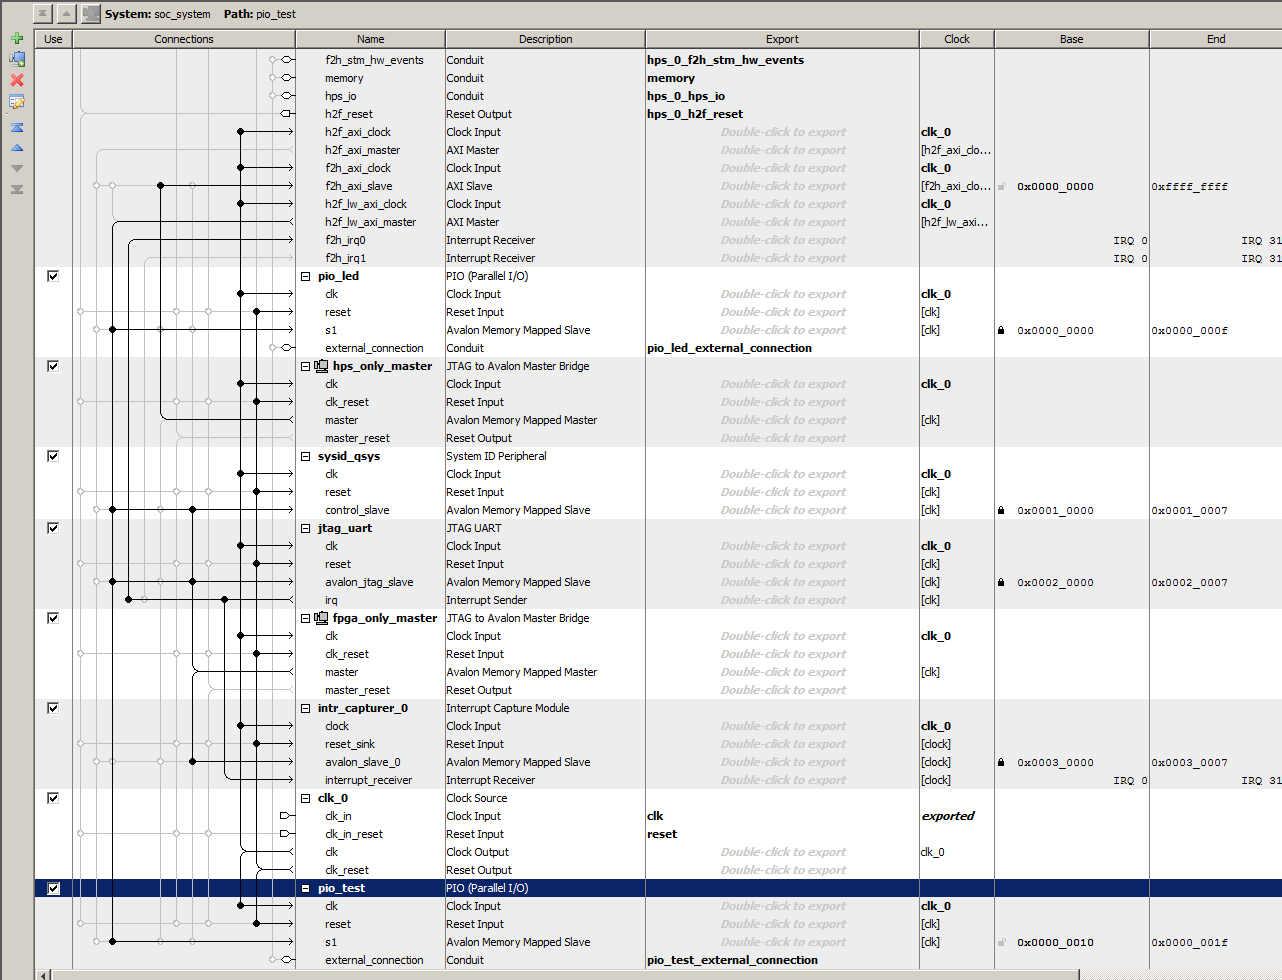 System: soc_system Path: pio_test
Use Connections Name Description Export Clock Base End
f2h_stm_hw_events Conduit hps_0_f2h_stm_hw_events
memory Conduit memory
hps_io Conduit hps_0_hps_io
h2f_reset Reset Output hps_0_h2f_reset
h2f_axi_clock Clock Input Double-click to export clk_0
h2f_axi_master AXI Master Double-click to export [h2f_axi_clo...
f2h_axi_clock Clock Input Double-click to export clk_0
f2h_axi_slave AXI Slave Double-click to export [f2h_axi_clo... 0x0000_0000 0xffff_ffff
h2f_lw_axi_clock Clock Input Double-click to export clk_0
h2f_lw_axi_master AXI Master Double-click to export [h2f_lw_axi...
f2h_irq0 Interrupt Receiver Double-click to export IRQ 0 IRQ 31
f2h_irq1 Interrupt Receiver Double-click to export IRQ 0 IRQ 31
pio_led PIO (Parallel I/O)
clk Clock Input Double-click to export clk_0
reset Reset Input Double-click to export [clk]
s1 Avalon Memory Mapped Slave Double-click to export [clk] 0x0000_0000 0x0000_000f
external_connection Conduit pio_led_external_connection
hps_only_master JTAG to Avalon Master Bridge
clk Clock Input Double-click to export clk_0
clk_reset Reset Input Double-click to export
master Avalon Memory Mapped Master Double-click to export [clk]
master_reset Reset Output Double-click to export
sysid_qsys System ID Peripheral
clk Clock Input Double-click to export clk_0
reset Reset Input Double-click to export [clk]
control_slave Avalon Memory Mapped Slave Double-click to export [clk] 0x0001_0000 0x0001_0007
jtag_uart JTAG UART
clk Clock Input Double-click to export clk_0
reset Reset Input Double-click to export [clk]
avalon_jtag_slave Avalon Memory Mapped Slave Double-click to export [clk] 0x0002_0000 0x0002_0007
irq Interrupt Sender Double-click to export [clk]
fpga_only_master JTAG to Avalon Master Bridge
clk Clock Input Double-click to export clk_0
clk_reset Reset Input Double-click to export
master Avalon Memory Mapped Master Double-click to export [clk]
master_reset Reset Output Double-click to export
intr_capturer_0 Interrupt Capture Module
clock Clock Input Double-click to export clk_0
reset_sink Reset Input Double-click to export [clock]
avalon_slave_0 Avalon Memory Mapped Slave Double-click to export [clock] 0x0003_0000 0x0003_0007
interrupt_receiver Interrupt Receiver Double-click to export [clock] IRQ 0 IRQ 31
clk_0 Clock Source
clk_in Clock Input clk exported
clk_in_reset Reset Input reset
clk Clock Output Double-click to export clk_0
clk_reset Reset Output Double-click to export
pio_test PIO (Parallel I/O)
clk Clock Input Double-click to export clk_0
reset Reset Input Double-click to export [clk]
s1 Avalon Memory Mapped Slave Double-click to export [clk] 0x0000_0010 0x0000_001f
external_connection Conduit pio_test_external_connection